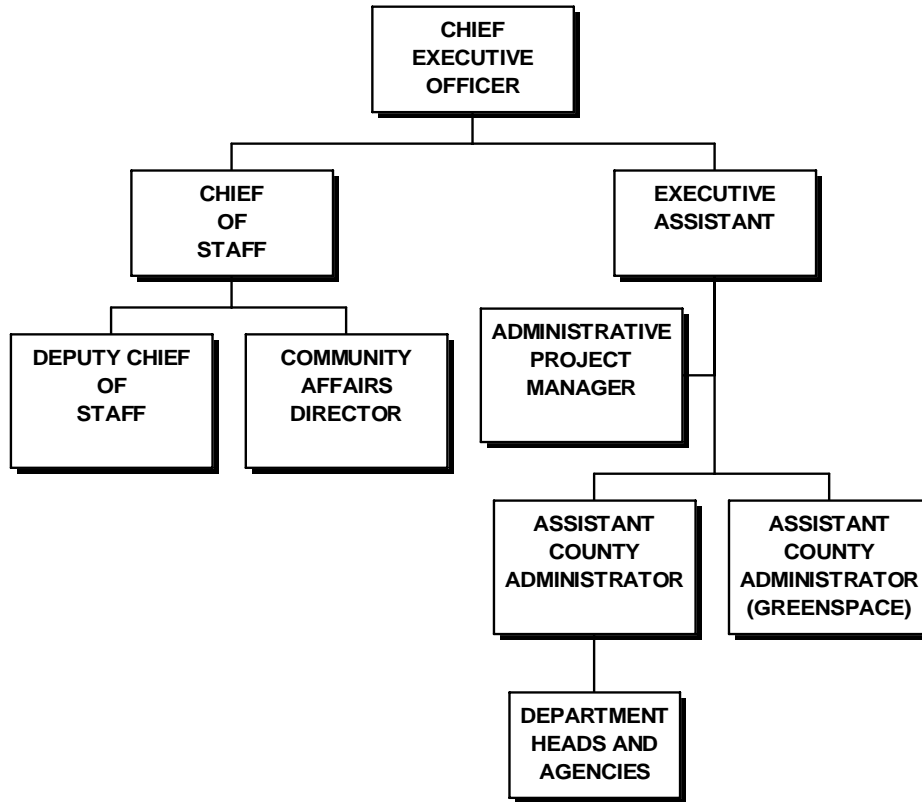 CHIEF
EXECUTIVE
OFFICER
CHIEF
OF
STAFF
EXECUTIVE
ASSISTANT
DEPUTY CHIEF
OF
STAFF
COMMUNITY
AFFAIRS
DIRECTOR
ADMINISTRATIVE
PROJECT
MANAGER
ASSISTANT
COUNTY
ADMINISTRATOR
ASSISTANT
COUNTY
ADMINISTRATOR
(GREENSPACE)
DEPARTMENT
HEADS AND
AGENCIES